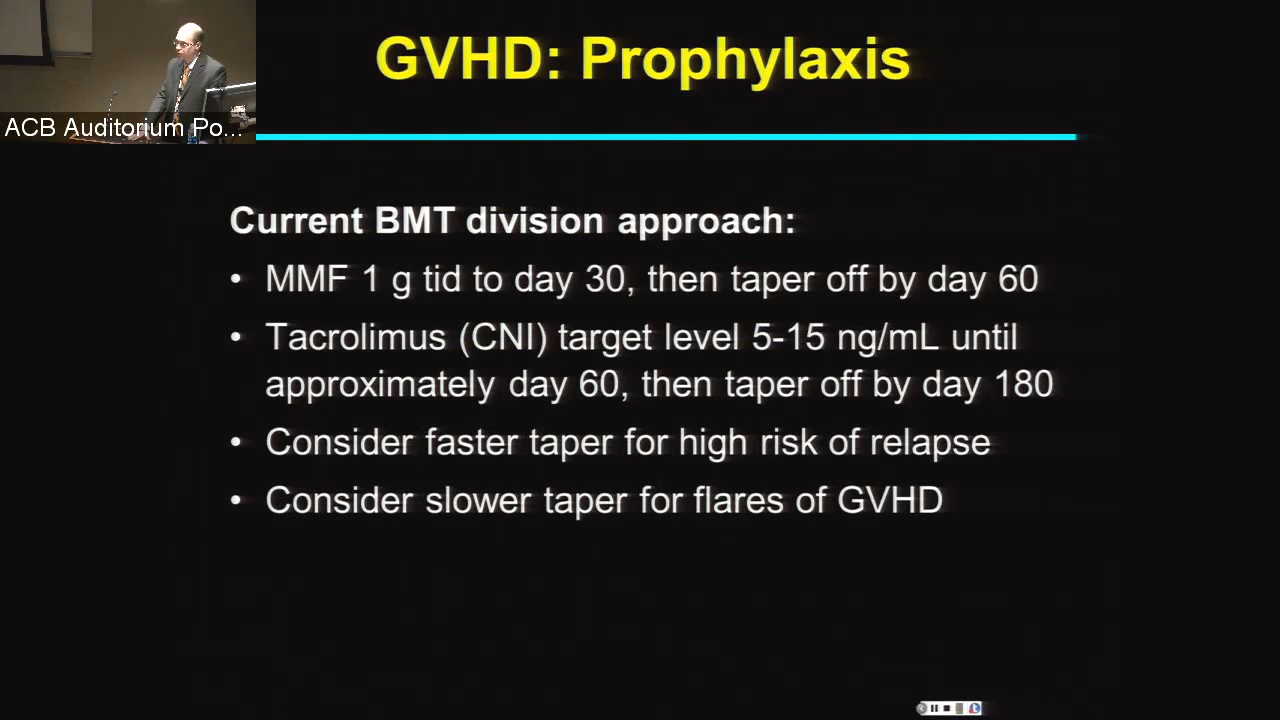 GVHD: Prophylaxis
ACB Auditorium Po...
Current BMT division approach:
• MMF 1 g tid to day 30, then taper off by day 60
• Tacrolimus (CNI) target level 5-15 ng/mL until
approximately day 60, then taper off by day 180
• Consider faster taper for high risk of relapse
• Consider slower taper for flares of GVHD